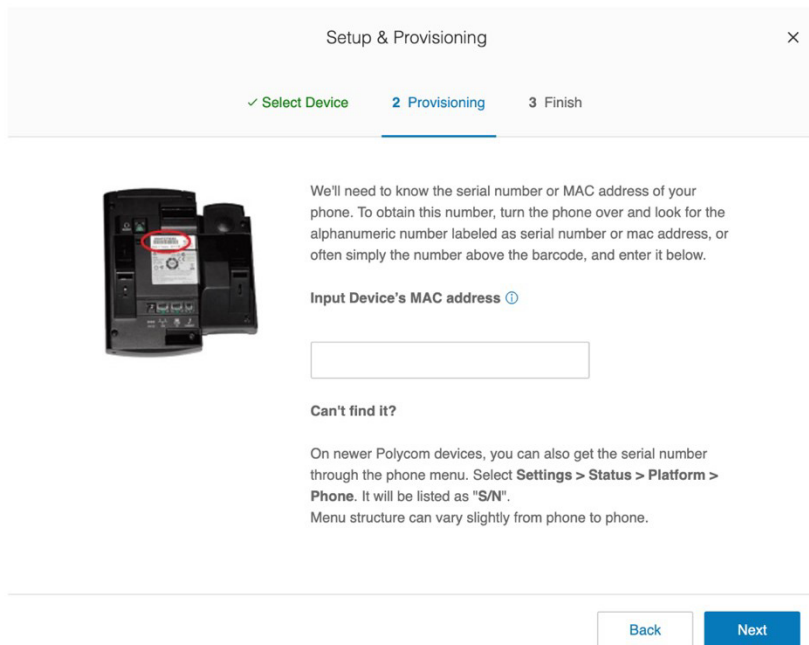 Setup & Provisioning
✓ Select Device
2 Provisioning
3 Finish
We'll need to know the serial number or MAC address of your
phone. To obtain this number, turn the phone over and look for the
alphanumeric number labeled as serial number or mac address, or
often simply the number above the barcode, and enter it below.
Input Device's MAC address
Can't find it?
On newer Polycom devices, you can also get the serial number
through the phone menu. Select Settings > Status > Platform >
Phone. It will be listed as "S/N".
Menu structure can vary slightly from phone to phone.
Back
Next